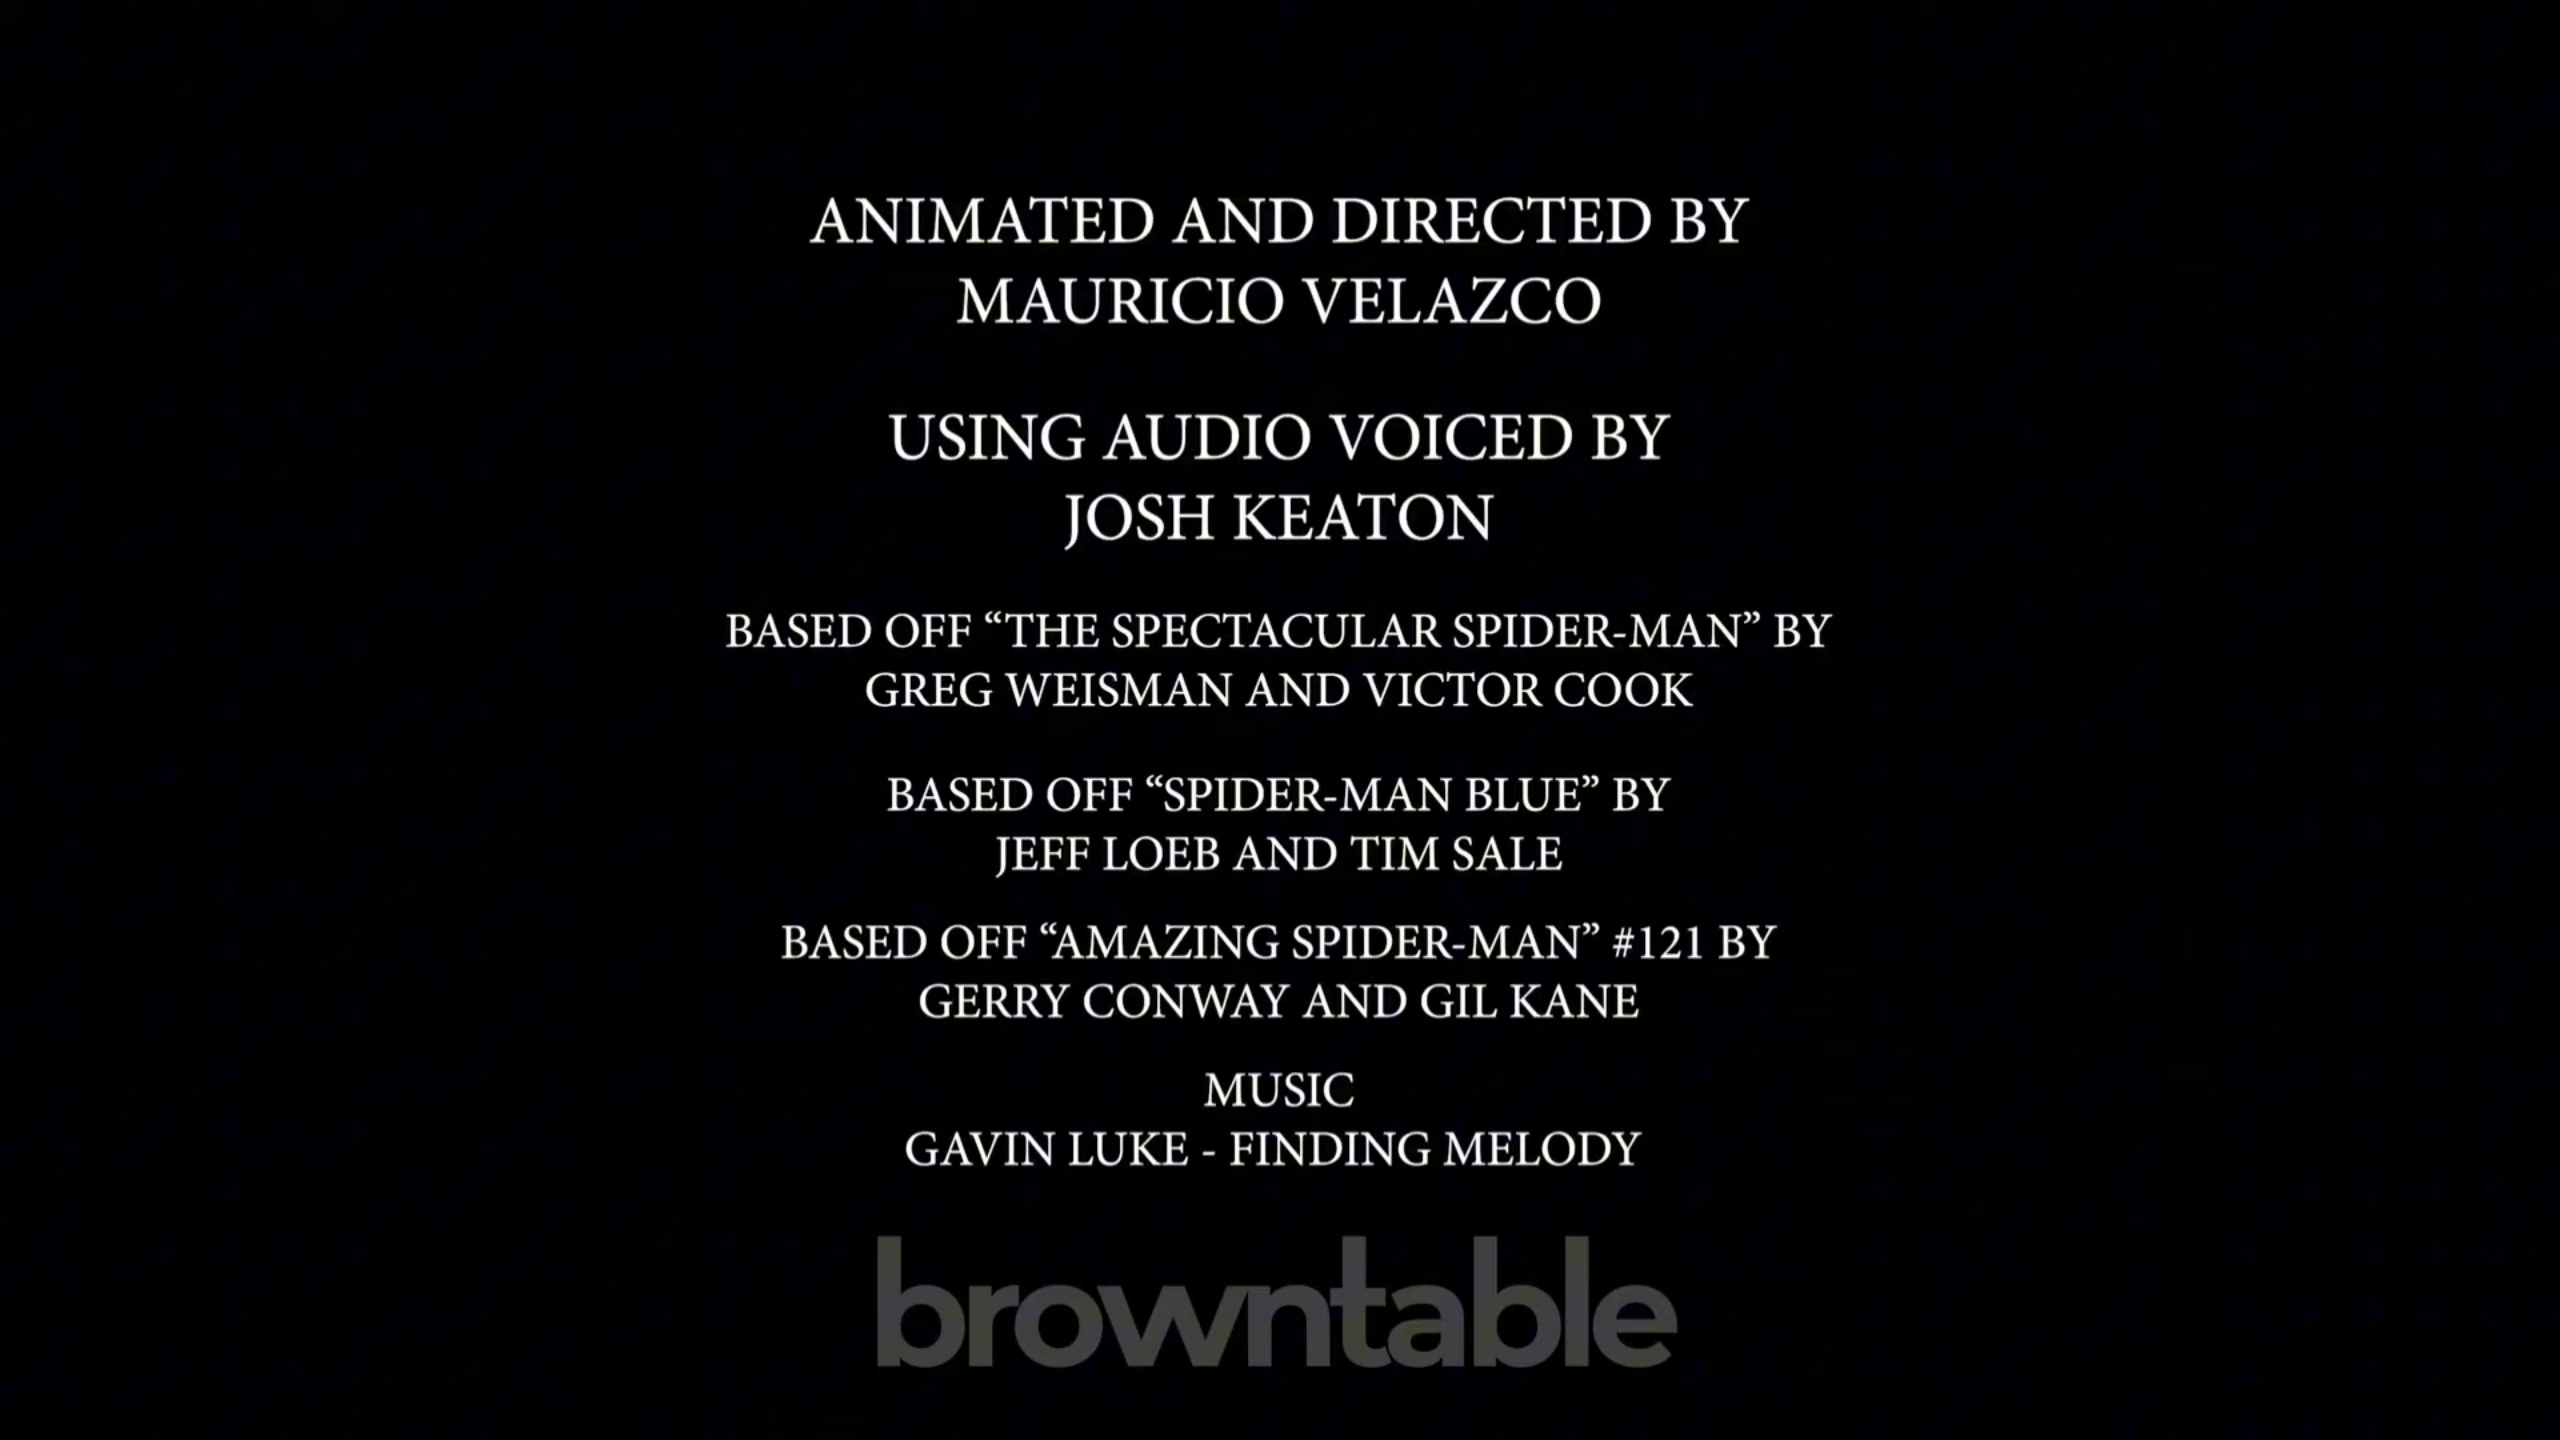 ANIMATED AND DIRECTED BY
MAURICIO VELAZCO
USING AUDIO VOICED BY
JOSH KEATON
BASED OFF “THE SPECTACULAR SPIDER-MAN” BY
GREG WEISMAN AND VICTOR COOK
BASED OFF “SPIDER-MAN BLUE” BY
JEFF LOEB AND TIM SALE
BASED OFF “AMAZING SPIDER-MAN” #121 BY
GERRY CONWAY AND GIL KANE
MUSIC
GAVIN LUKE - FINDING MELODY
browntable